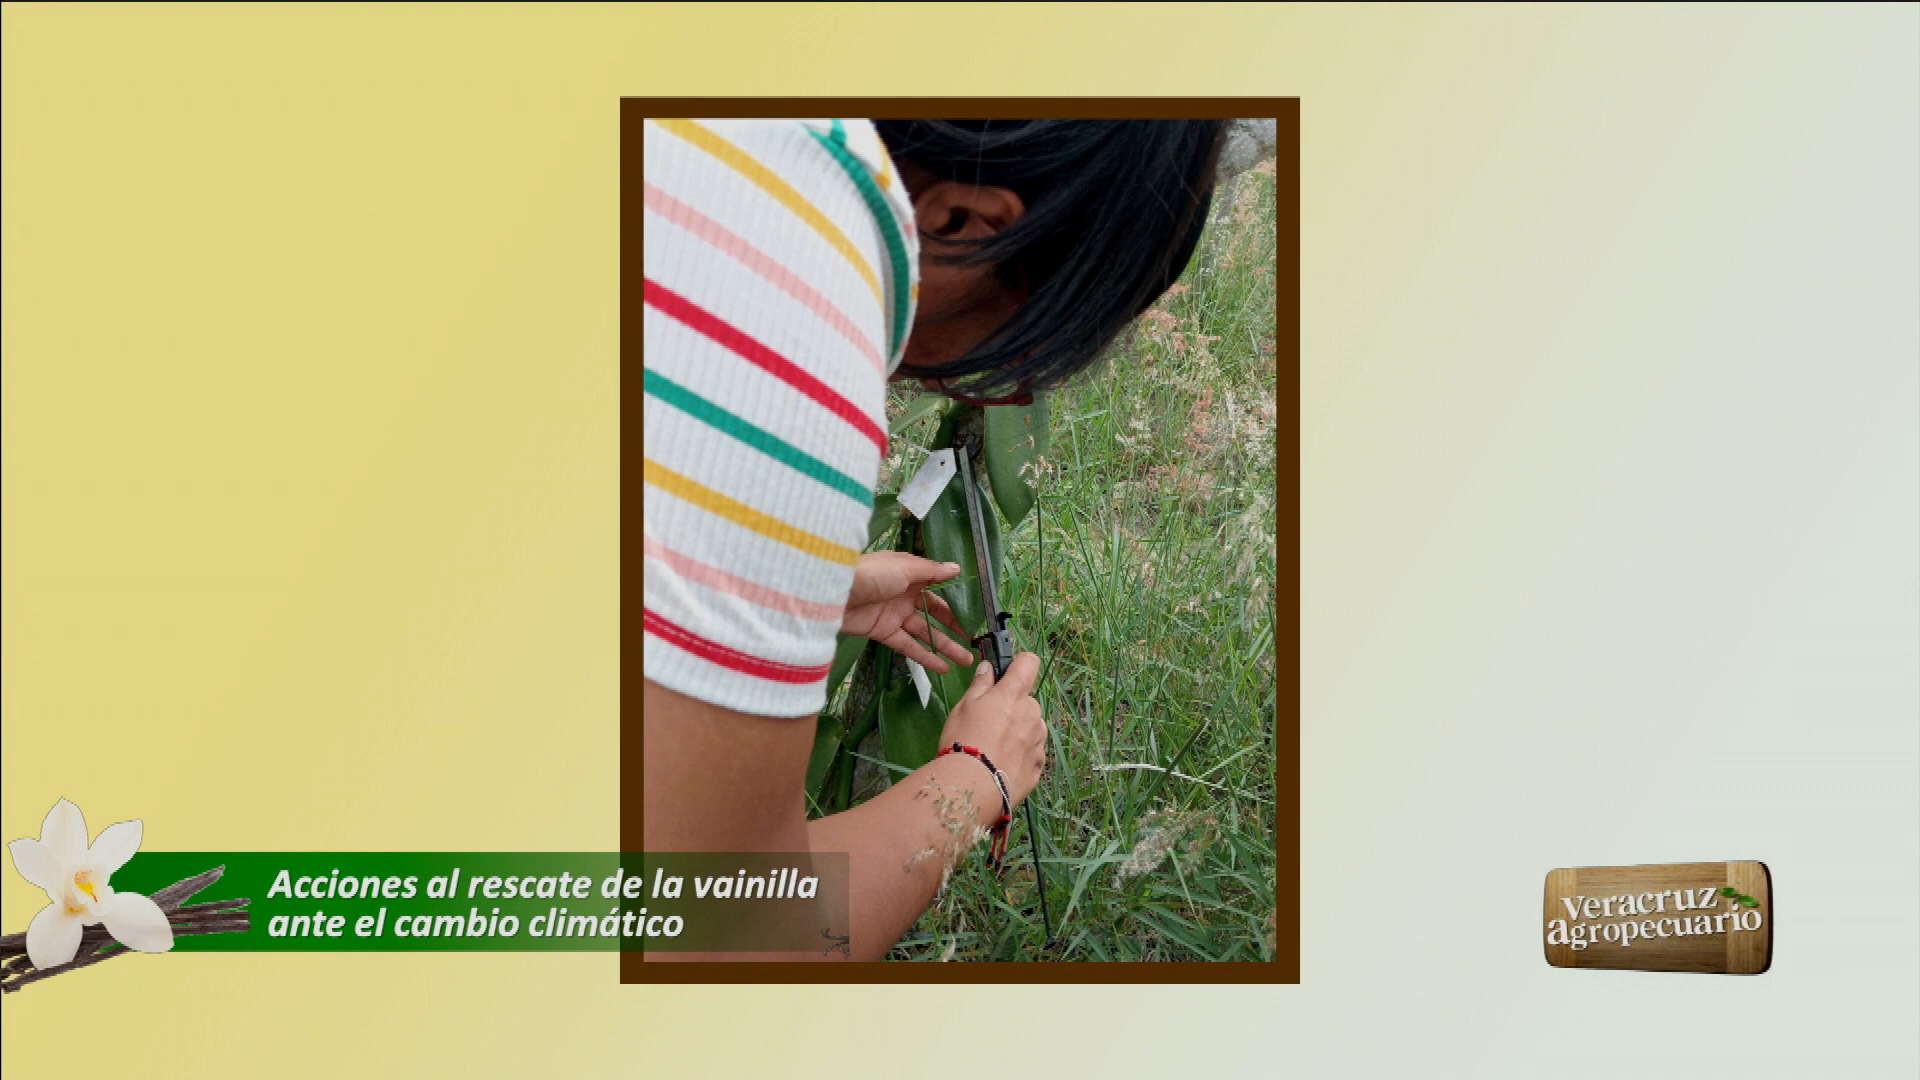 Acciones al rescate de la vainilla
ante el cambio climático
Veracruz
agropecuario